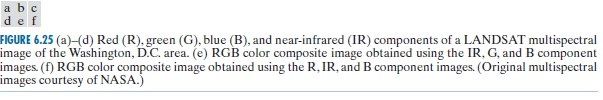 a b c
d e f
FIGURE 6.25 (a)–(d) Red (R), green (G), blue (B), and near-infrared (IR) components of a LANDSAT multispectral
image of the Washington, D.C. area. (e) RGB color composite image obtained using the IR, G, and B component
images. (f) RGB color composite image obtained using the R, IR, and B component images. (Original multispectral
images courtesy of NASA.)